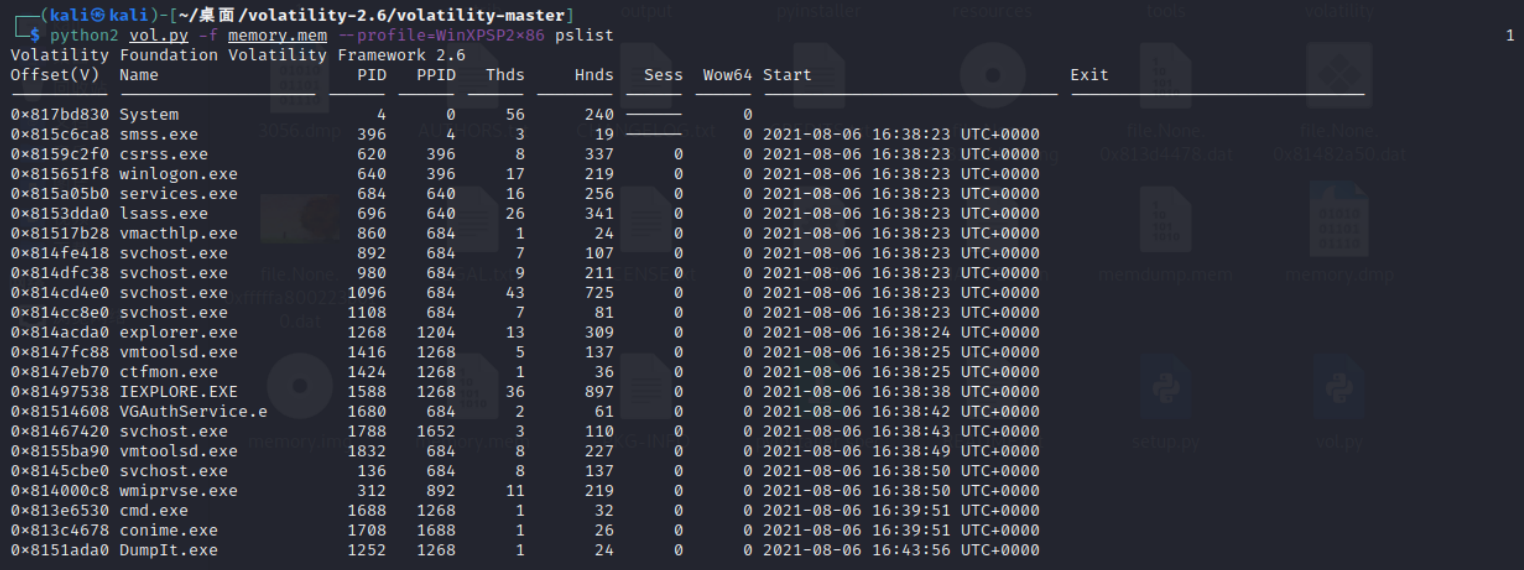 (kali㉿kali)-[~/桌面/volatility-2.6/volatility-master]
$ python2 vol.py -f memory.mem --profile=WinXPSP2×86 pslist 1
Volatility Foundation Volatility Framework 2.6
Offset(V) Name PID PPID Thds Hnds Sess Wow64 Start Exit
0×817bd830 System 4 0 56 240 ------ 0
0×815c6ca8 smss.exe 396 4 3 19 ------ 0 2021-08-06 16:38:23 UTC+0000
0×8159c2f0 csrss.exe 620 396 8 337 0 0 2021-08-06 16:38:23 UTC+0000
0×815651f8 winlogon.exe 640 396 17 219 0 0 2021-08-06 16:38:23 UTC+0000
0×815a05b0 services.exe 684 640 16 256 0 0 2021-08-06 16:38:23 UTC+0000
0×8153dda0 lsass.exe 696 640 26 341 0 0 2021-08-06 16:38:23 UTC+0000
0×81517b28 vmacthlp.exe 860 684 1 24 0 0 2021-08-06 16:38:23 UTC+0000
0×814fe418 svchost.exe 892 684 7 107 0 0 2021-08-06 16:38:23 UTC+0000
0×814dfc38 svchost.exe 980 684 9 211 0 0 2021-08-06 16:38:23 UTC+0000
0×814cd4e0 svchost.exe 1096 684 43 725 0 0 2021-08-06 16:38:23 UTC+0000
0×814cc8e0 svchost.exe 1108 684 7 81 0 0 2021-08-06 16:38:23 UTC+0000
0×814acda0 explorer.exe 1268 1204 13 309 0 0 2021-08-06 16:38:24 UTC+0000
0×8147fc88 vmtoolsd.exe 1416 1268 5 137 0 0 2021-08-06 16:38:25 UTC+0000
0×8147eb70 ctfmon.exe 1424 1268 1 36 0 0 2021-08-06 16:38:25 UTC+0000
0×81497538 IEXPLORE.EXE 1588 1268 36 897 0 0 2021-08-06 16:38:38 UTC+0000
0×81514608 VGAuthService.e 1680 684 2 61 0 0 2021-08-06 16:38:42 UTC+0000
0×81467420 svchost.exe 1788 1652 3 110 0 0 2021-08-06 16:38:43 UTC+0000
0×8155ba90 vmtoolsd.exe 1832 684 8 227 0 0 2021-08-06 16:38:49 UTC+0000
0×8145cbe0 svchost.exe 136 684 8 137 0 0 2021-08-06 16:38:50 UTC+0000
0×814000c8 wmiprvse.exe 312 892 11 219 0 0 2021-08-06 16:38:50 UTC+0000
0×813e6530 cmd.exe 1688 1268 1 32 0 0 2021-08-06 16:39:51 UTC+0000
0×813c4678 conime.exe 1708 1688 1 26 0 0 2021-08-06 16:39:51 UTC+0000
0×8151ada0 DumpIt.exe 1252 1268 1 24 0 0 2021-08-06 16:43:56 UTC+0000